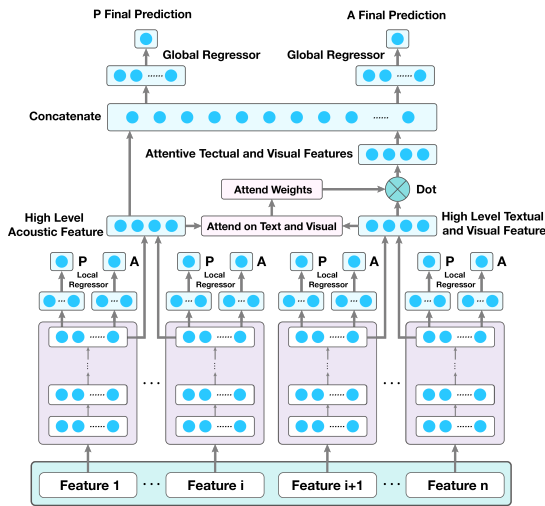 P Final Prediction A Final Prediction
Global Regressor Global Regressor
Concatenate
Attentive Tectual and Visual Features
Attend Weights Dot
High Level
Acoustic Feature
Attend on Text and Visual
High Level Textual
and Visual Feature
P A P A P A P A
Local
Regressor
Local
Regressor
Local
Regressor
Local
Regressor
Feature 1 ... Feature i Feature i+1 ... Feature n